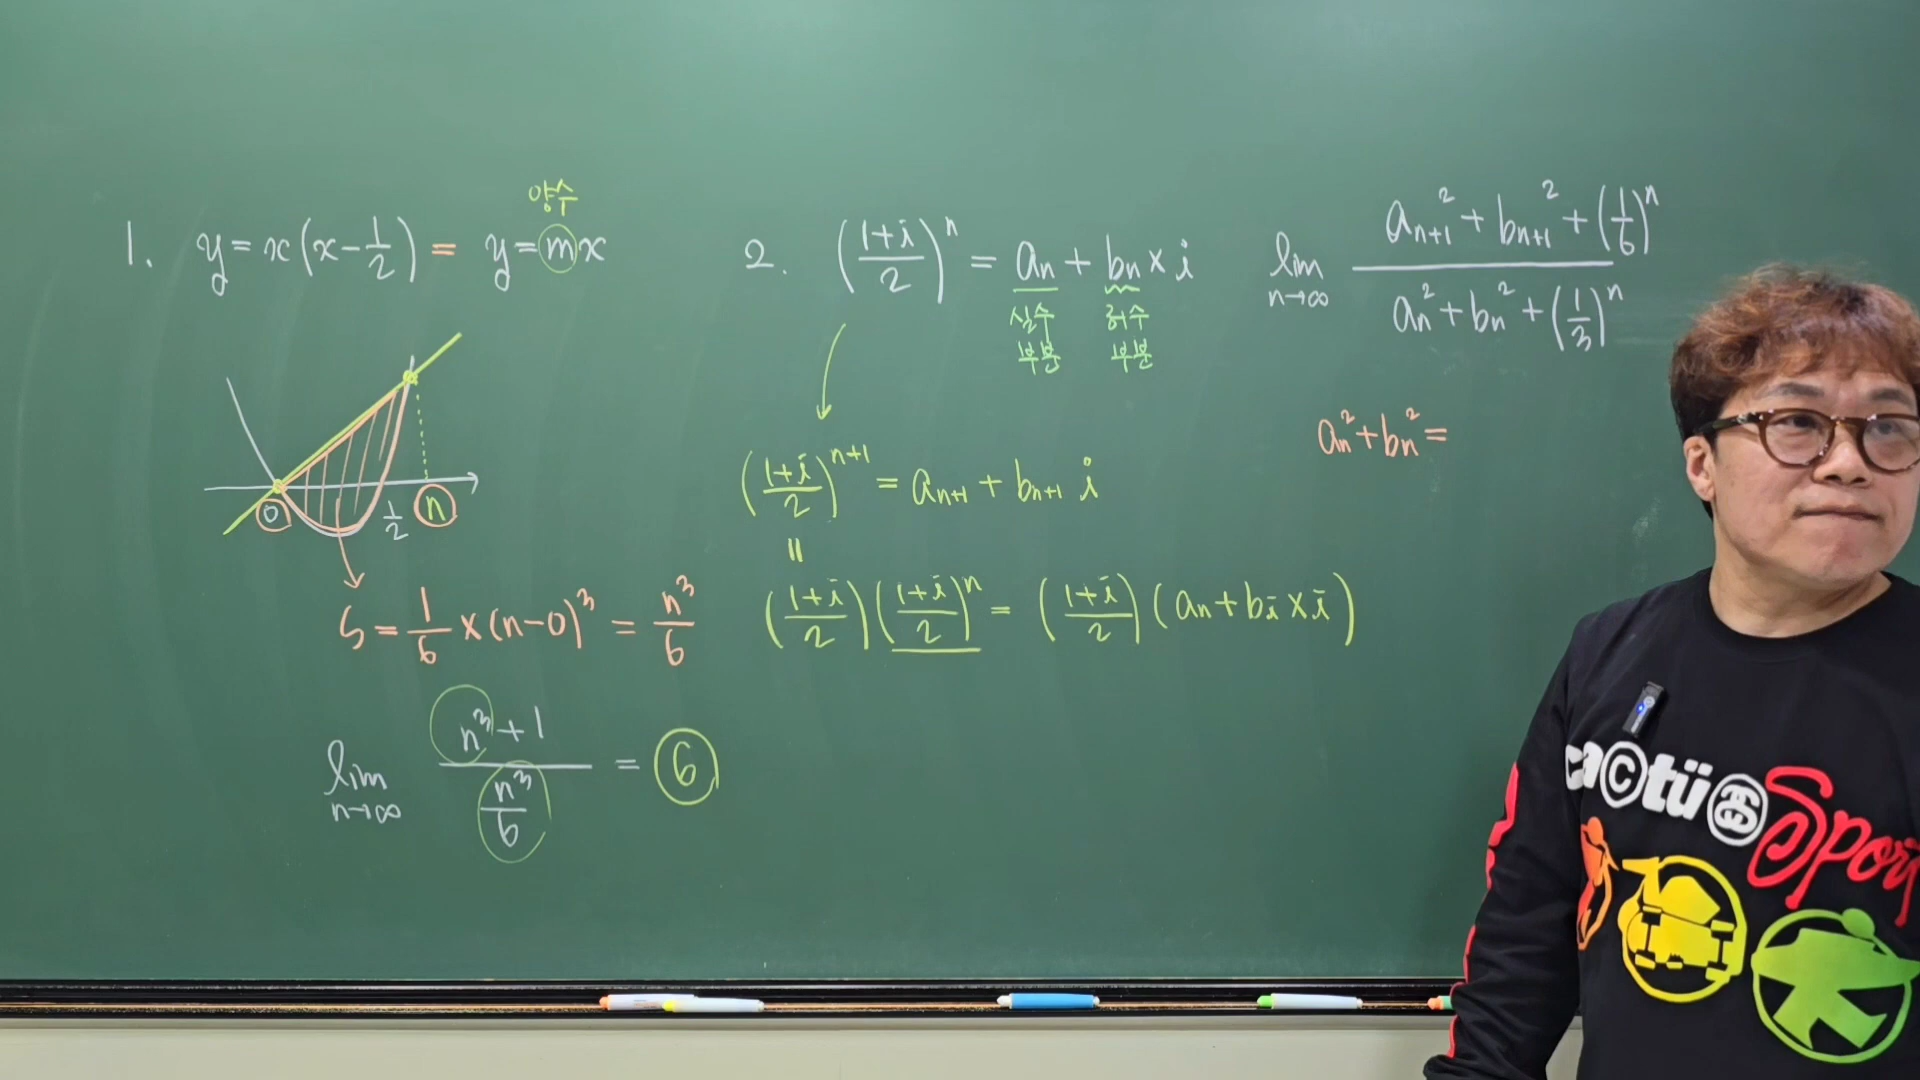 양수
1. y = x(x - 1/2) = y = mx
0 1/2 n
S = 1/6 × (n-0)³ = n³/6
lim n→∞ (n³+1)/(n³/6) = 6
2. ((1+i)/2)ⁿ = aₙ + bₙ × i
실수 허수
부분 부분
((1+i)/2)ⁿ⁺¹ = aₙ₊₁ + bₙ₊₁ i
=
((1+i)/2)((1+i)/2)ⁿ = ((1+i)/2)(aₙ + bi × i)
lim n→∞ (aₙ₊₁² + bₙ₊₁² + (1/6)ⁿ)/(aₙ² + bₙ² + (1/3)ⁿ)
aₙ² + bₙ² =
Sport